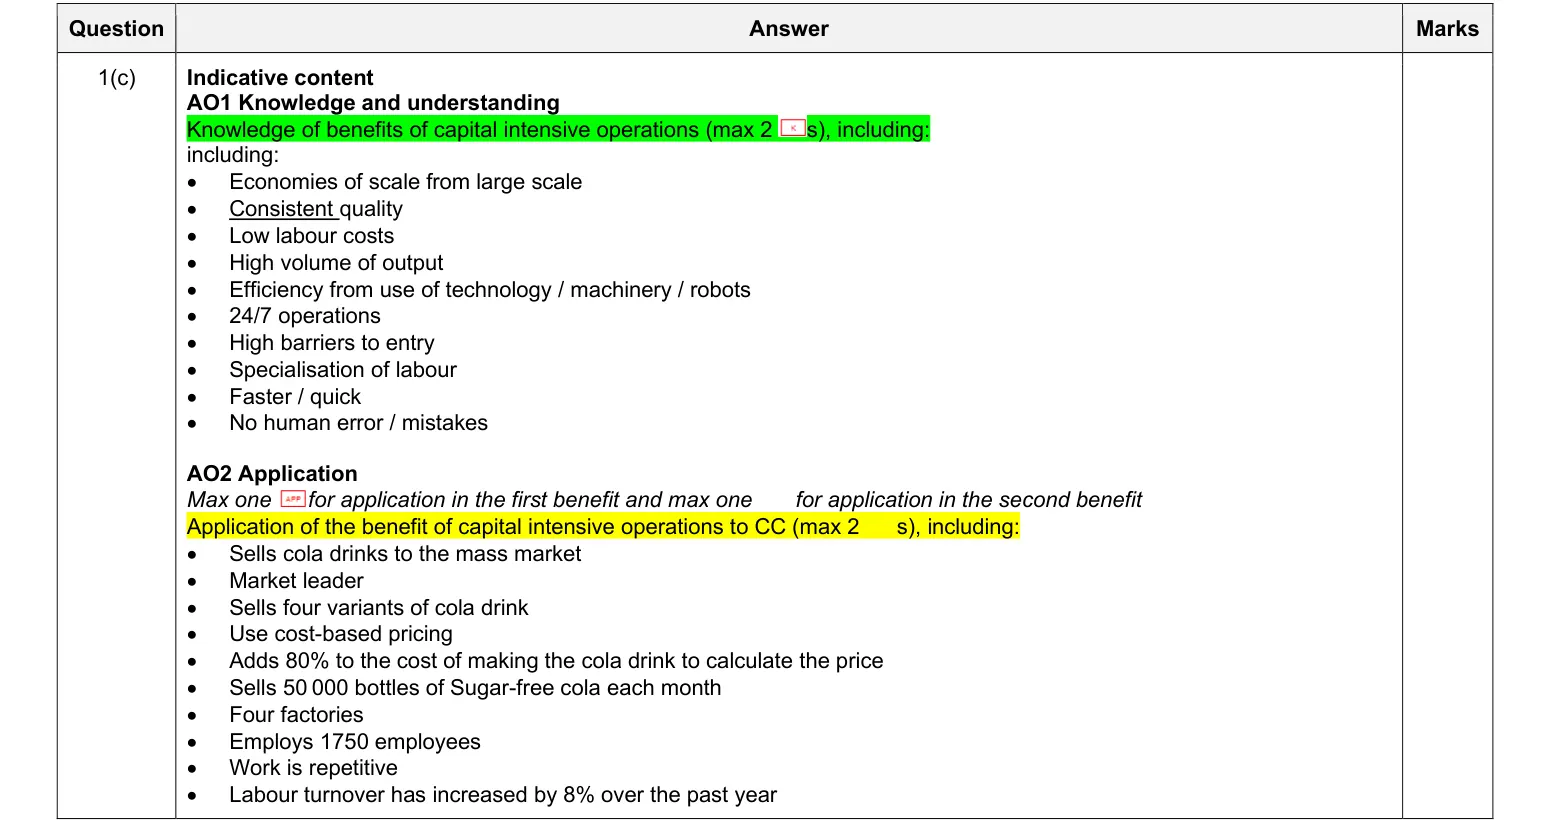 Question Answer Marks
1(c) Indicative content
AO1 Knowledge and understanding
Knowledge of benefits of capital intensive operations (max 2 K s), including:
including:
• Economies of scale from large scale
• Consistent quality
• Low labour costs
• High volume of output
• Efficiency from use of technology / machinery / robots
• 24/7 operations
• High barriers to entry
• Specialisation of labour
• Faster / quick
• No human error / mistakes
AO2 Application
Max one APP for application in the first benefit and max one for application in the second benefit
Application of the benefit of capital intensive operations to CC (max 2 s), including:
• Sells cola drinks to the mass market
• Market leader
• Sells four variants of cola drink
• Use cost-based pricing
• Adds 80% to the cost of making the cola drink to calculate the price
• Sells 50 000 bottles of Sugar-free cola each month
• Four factories
• Employs 1750 employees
• Work is repetitive
• Labour turnover has increased by 8% over the past year